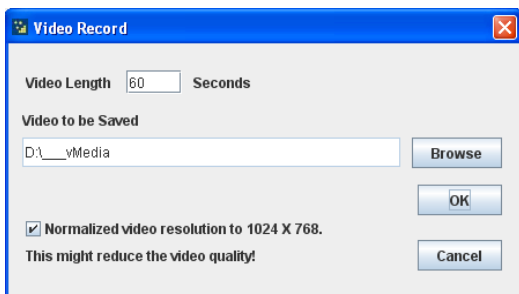 Video Record
Video Length 60 Seconds
Video to be Saved
D:\___vMedia Browse
OK
Normalized video resolution to 1024 X 768.
This might reduce the video quality! Cancel